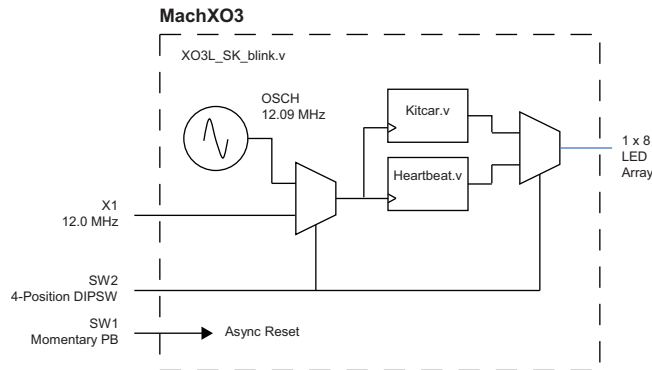 MachXO3
XO3L_SK_blink.v
OSCH
12.09 MHz
Kitcar.v
Heartbeat.v
1 x 8
LED
Array
X1
12.0 MHz
SW2
4-Position DIPSW
SW1
Momentary PB
Async Reset